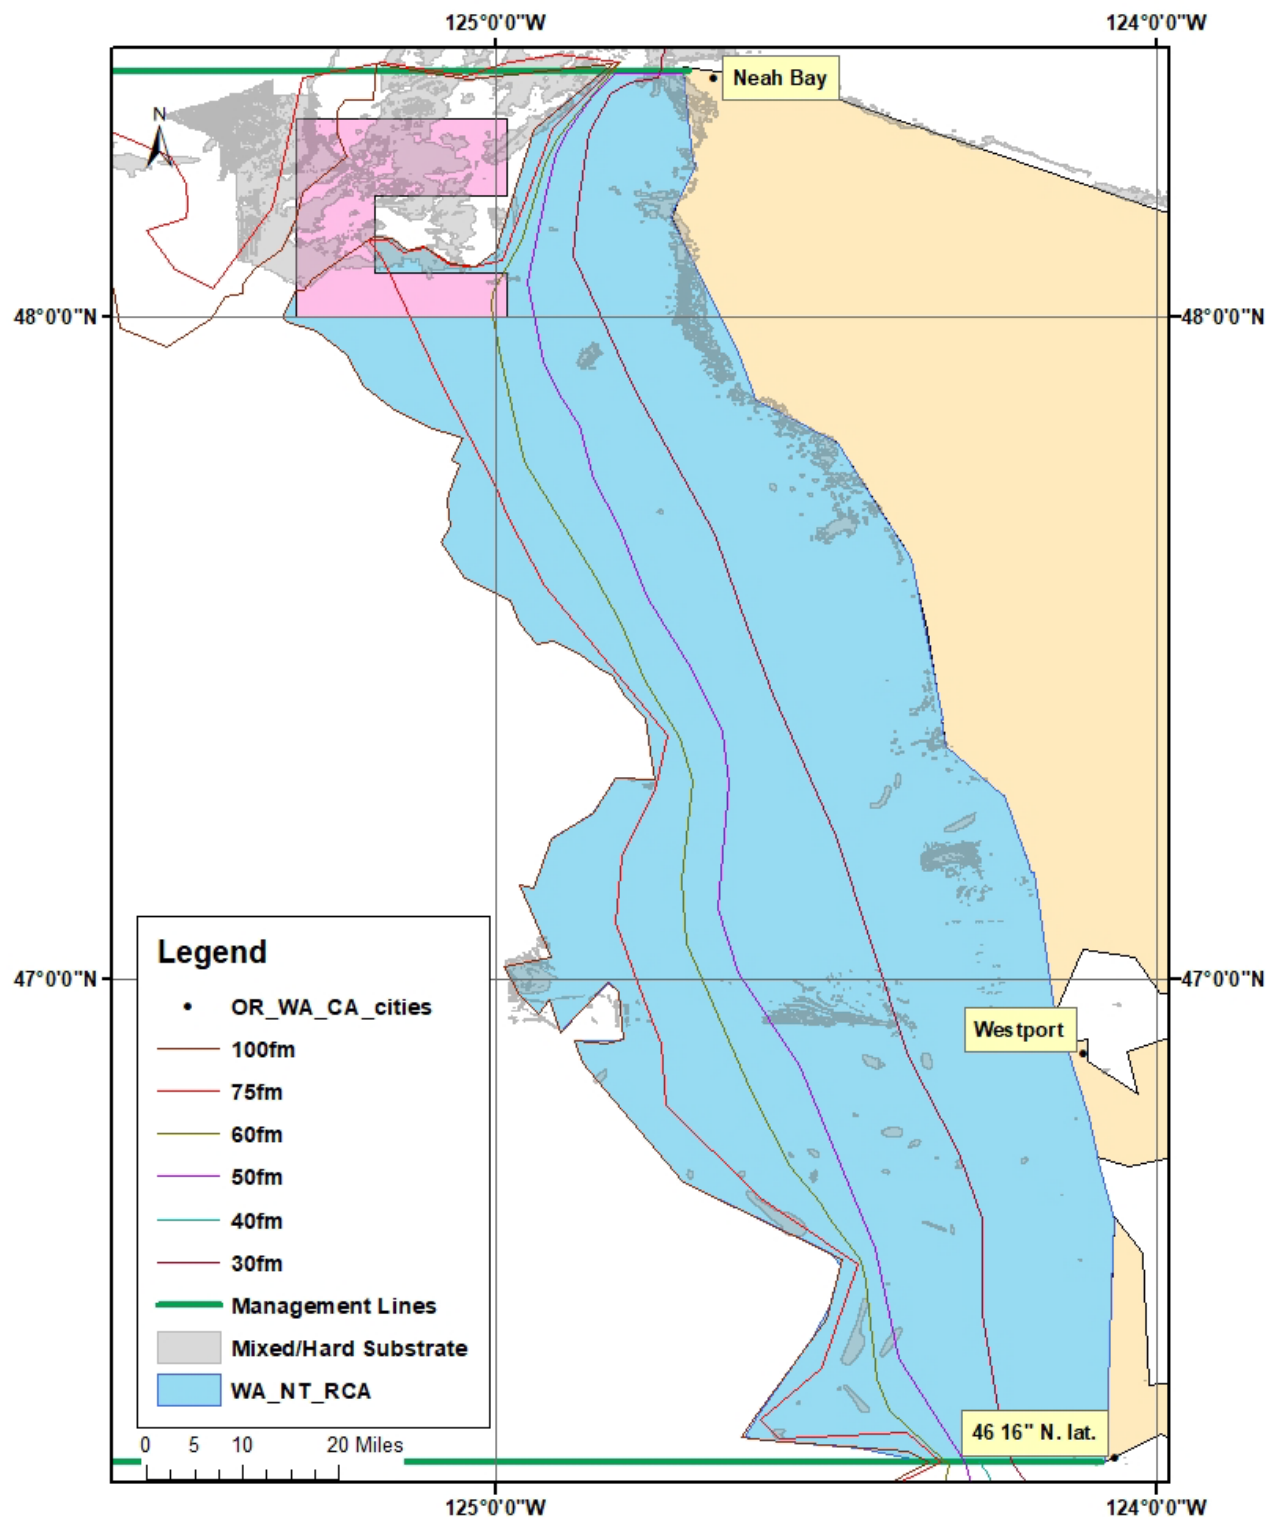 125°0'0"W
124°0'0"W
Neah Bay
N
48°0'0"N
48°0'0"N
47°0'0"N
47°0'0"N
Westport
Legend
OR_WA_CA_cities
100fm
75fm
60fm
50fm
40fm
30fm
Management Lines
Mixed/Hard Substrate
WA_NT_RCA
46 16" N. lat.
0 5 10 20 Miles
125°0'0"W
124°0'0"W